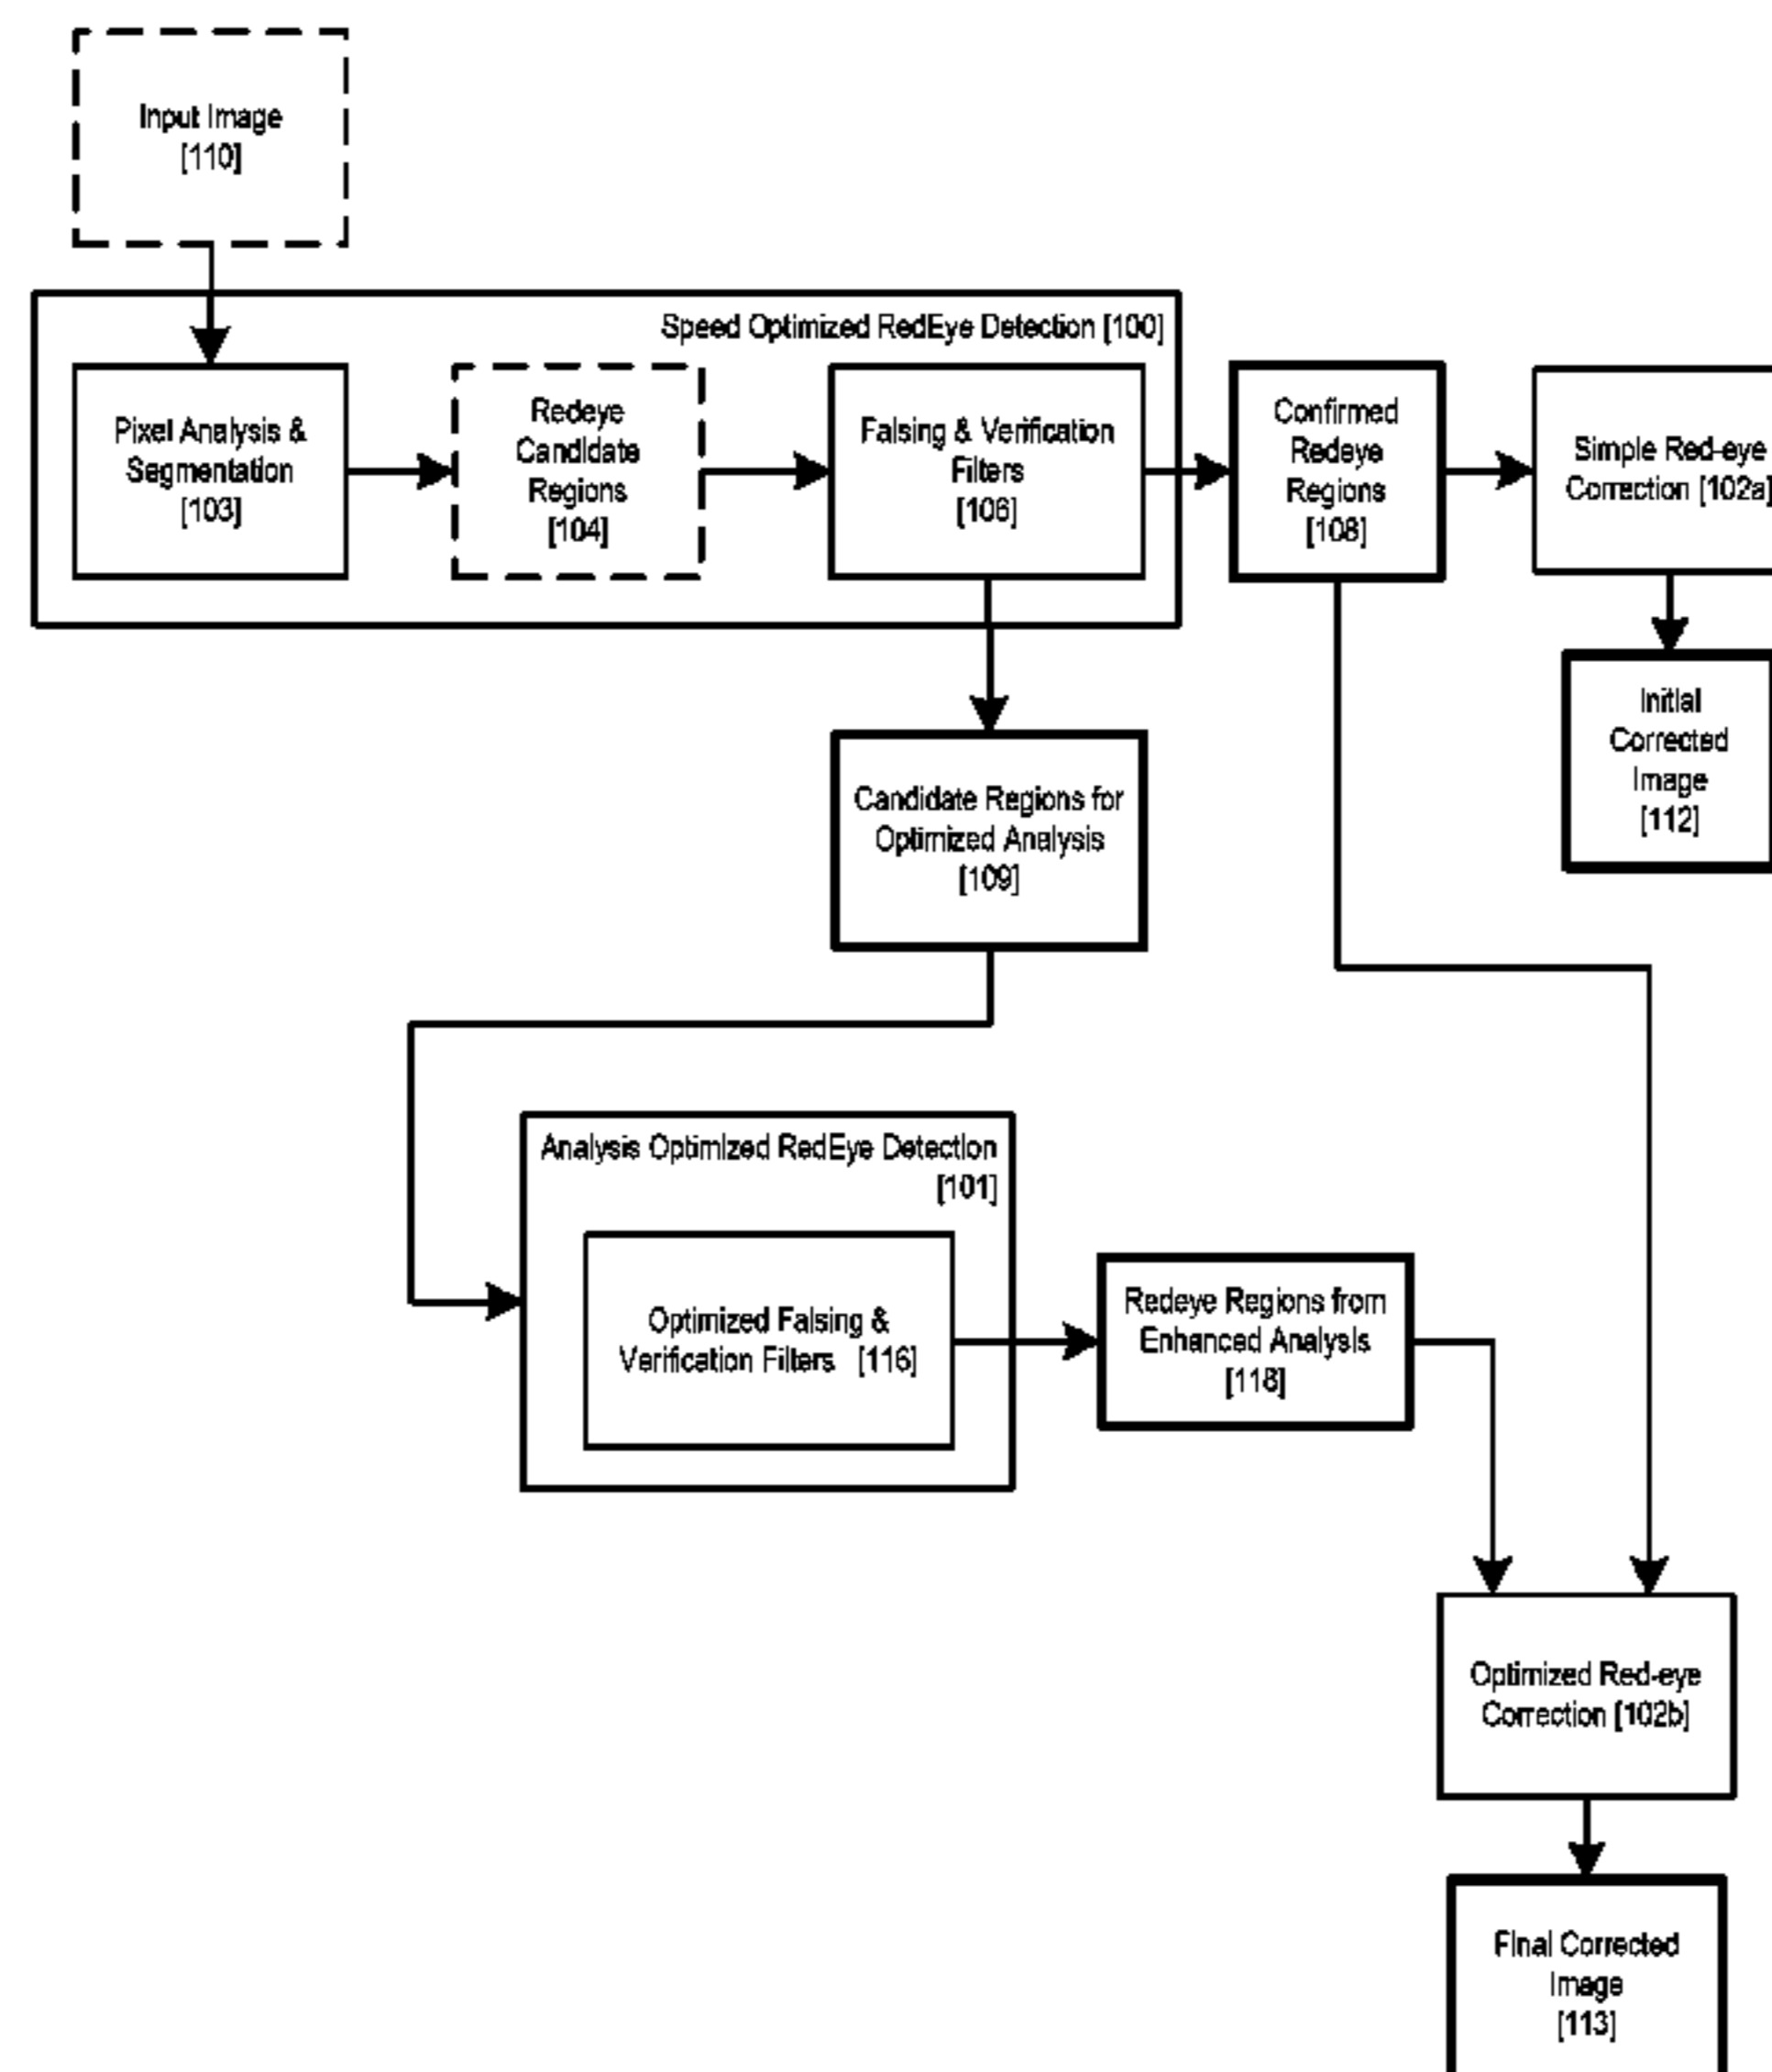 Input Image
[110]
Speed Optimized RedEye Detection [100]
Pixel Analysis &
Segmentation
[103]
Redeye
Candidate
Regions
[104]
Falsing & Verification
Filters
[106]
Confirmed
Redeye
Regions
[108]
Simple Red-eye
Correction [102a]
Initial
Corrected
Image
[112]
Candidate Regions for
Optimized Analysis
[109]
Analysis Optimized RedEye Detection
[101]
Optimized Falsing &
Verification Filters [116]
Redeye Regions from
Enhanced Analysis
[118]
Optimized Red-eye
Correction [102b]
Final Corrected
Image
[113]